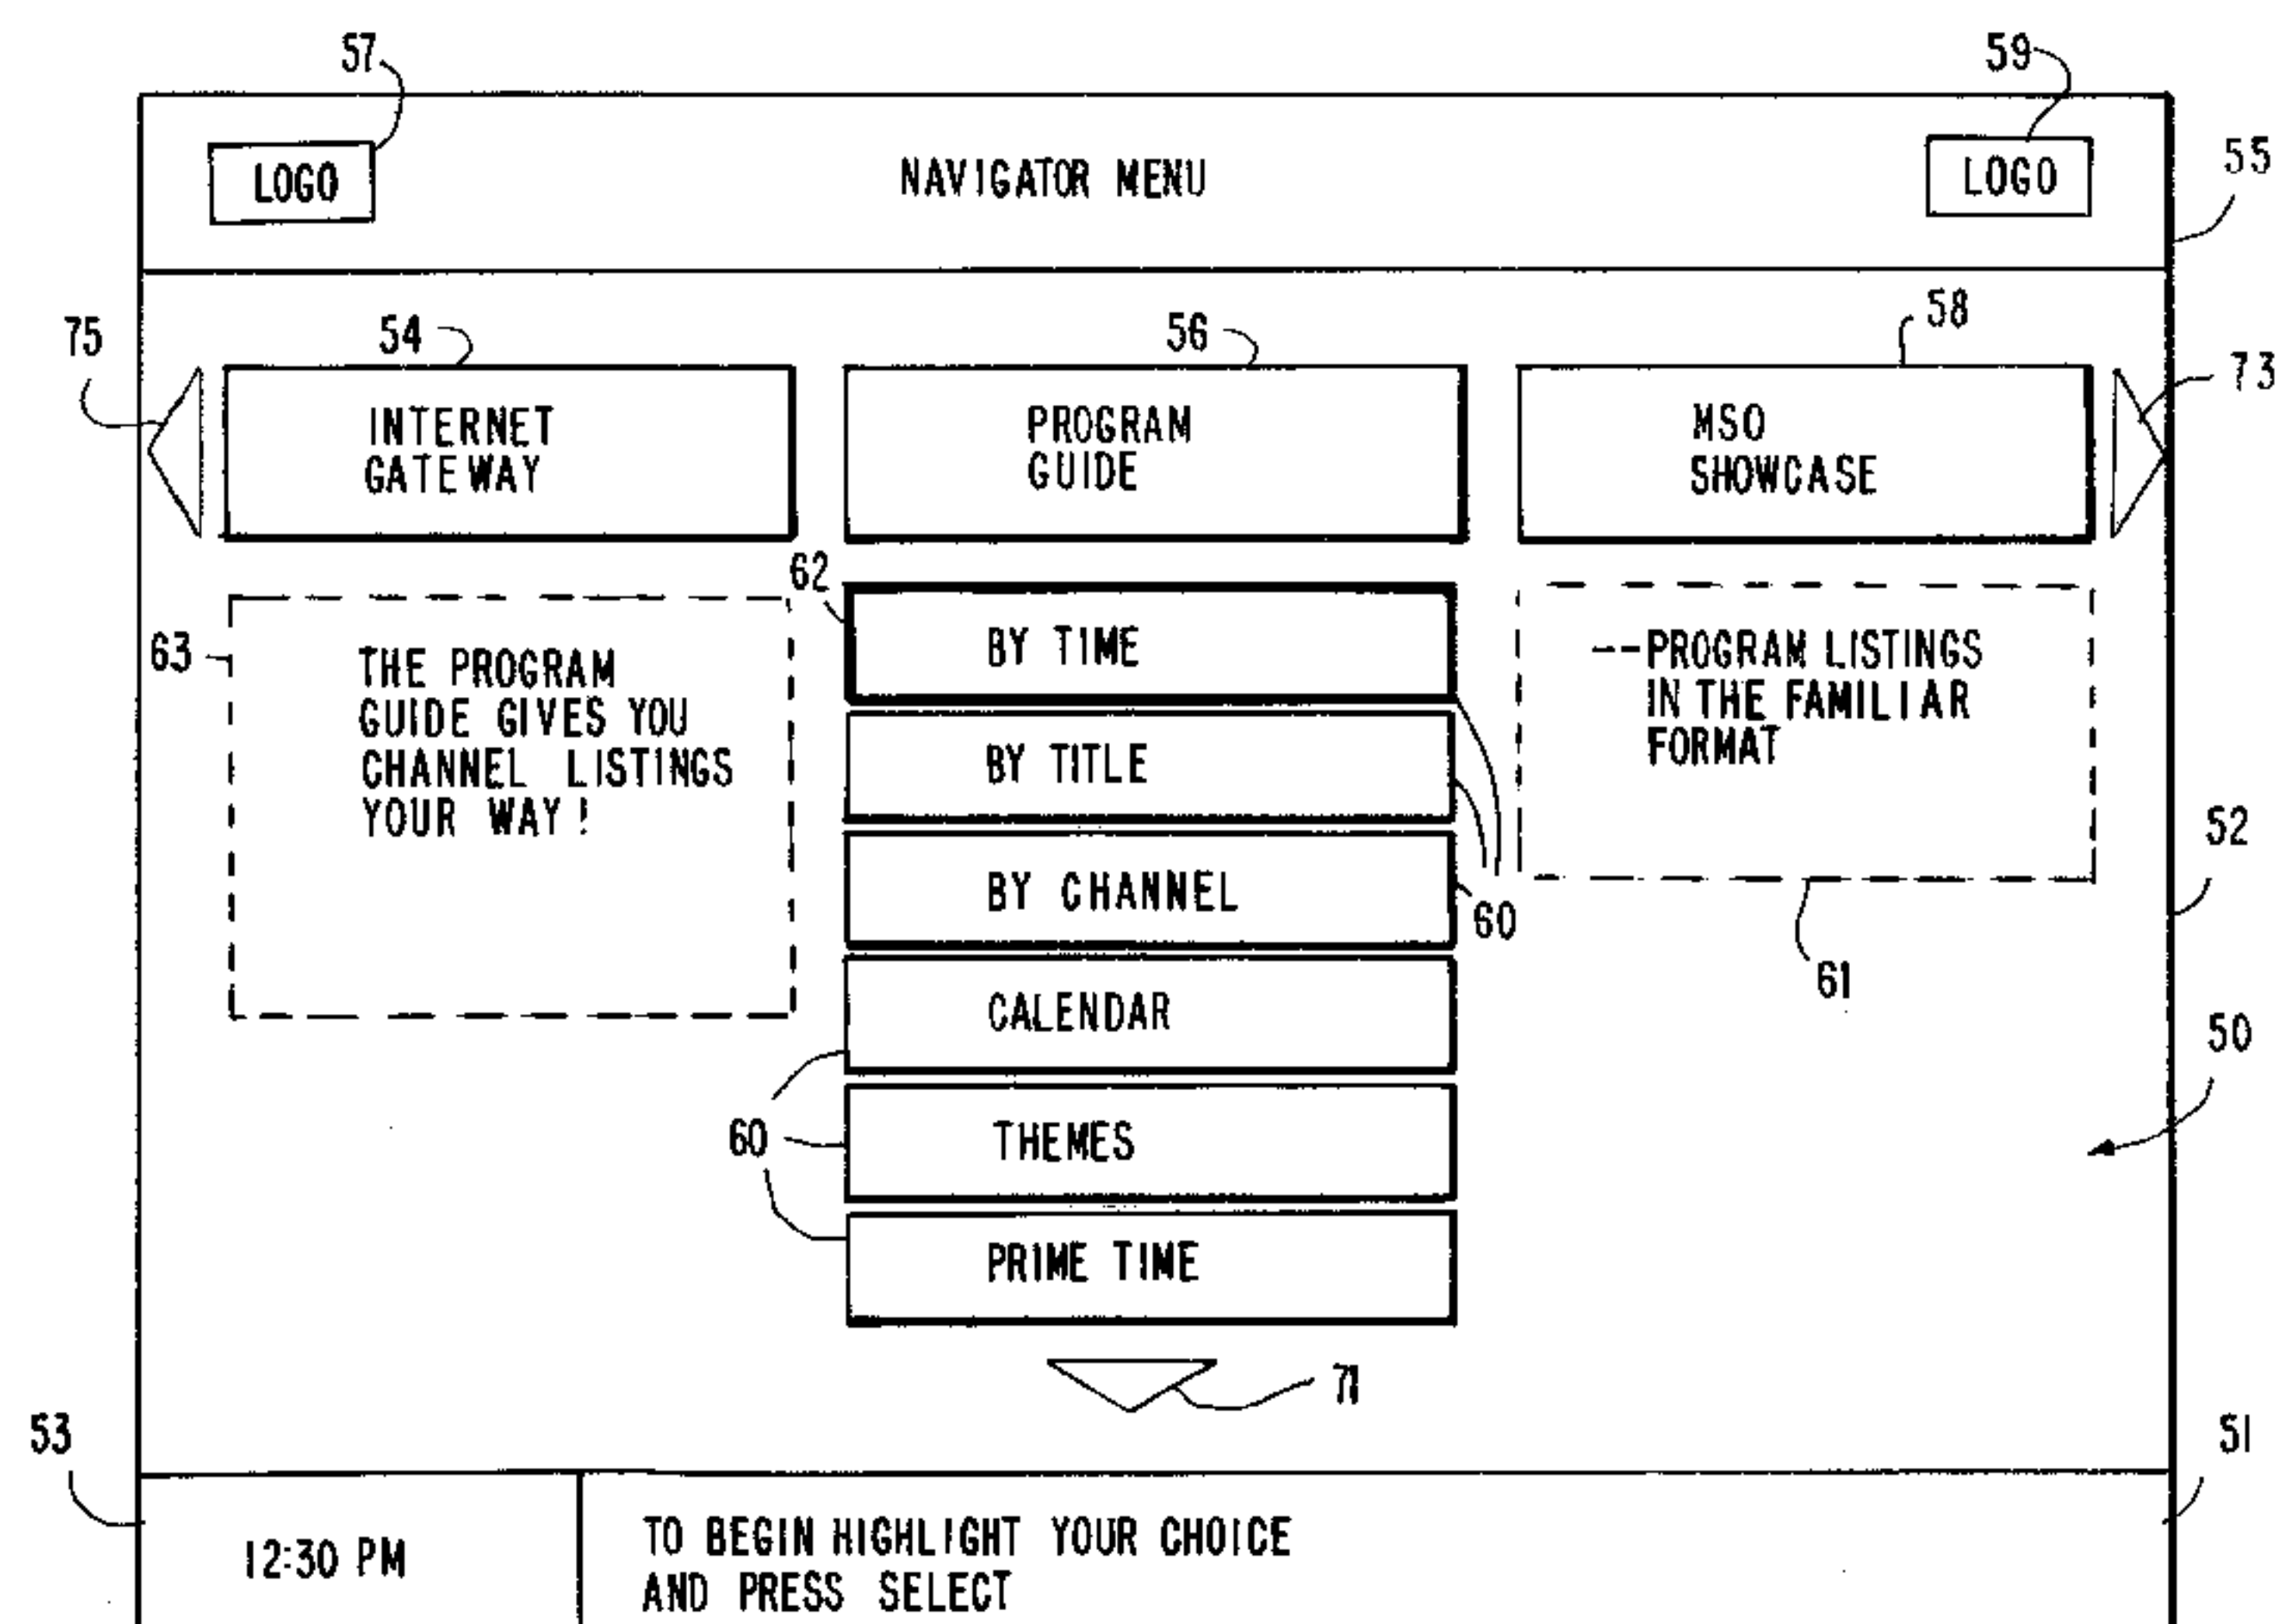 57
59
LOGO
NAVIGATOR MENU
LOGO
55
75
54
56
58
73
INTERNET
GATEWAY
PROGRAM
GUIDE
MSO
SHOWCASE
62
63
THE PROGRAM
GUIDE GIVES YOU
CHANNEL LISTINGS
YOUR WAY!
BY TIME
BY TITLE
BY CHANNEL
CALENDAR
THEMES
PRIME TIME
--PROGRAM LISTINGS
IN THE FAMILIAR
FORMAT
52
60
61
50
60
71
53
51
12:30 PM
TO BEGIN HIGHLIGHT YOUR CHOICE
AND PRESS SELECT